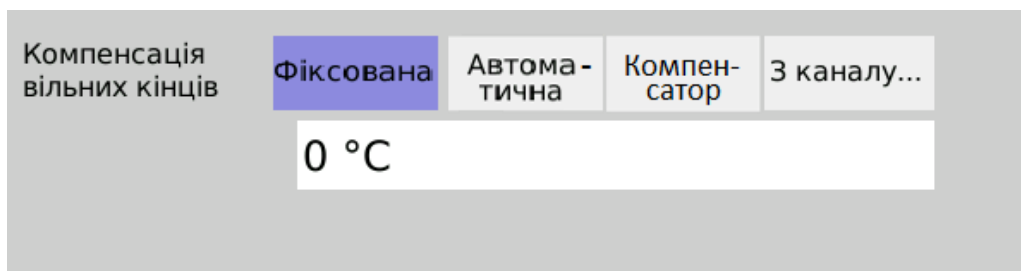 Компенсація
вільних кінців
Фіксована
Автома-
тична
Компен-
сатор
З каналу...
0 °C